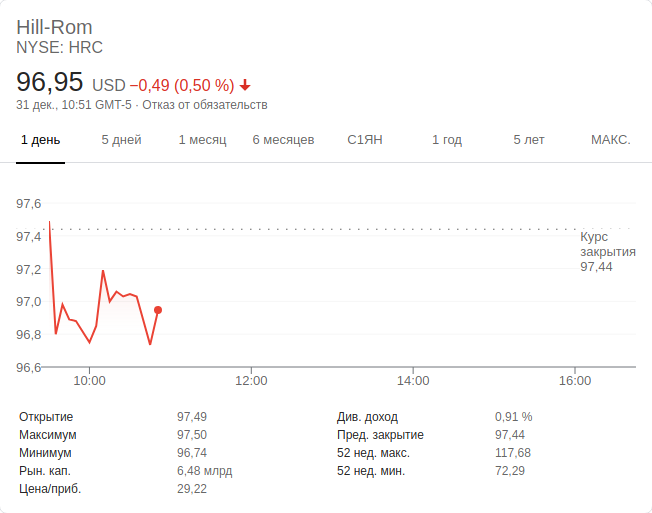 Hill-Rom
NYSE: HRC
96,95 USD −0,49 (0,50 %)
31 дек., 10:51 GMT-5 · Отказ от обязательств
1 день 5 дней 1 месяц 6 месяцев С1ЯН 1 год 5 лет МАКС.
97,6
97,4
Курс
закрытия
97,44
97,2
97,0
96,8
96,6
10:00 12:00 14:00 16:00
Открытие 97,49 Див. доход 0,91 %
Максимум 97,50 Пред. закрытие 97,44
Минимум 96,74 52 нед. макс. 117,68
Рын. кап. 6,48 млрд 52 нед. мин. 72,29
Цена/приб. 29,22